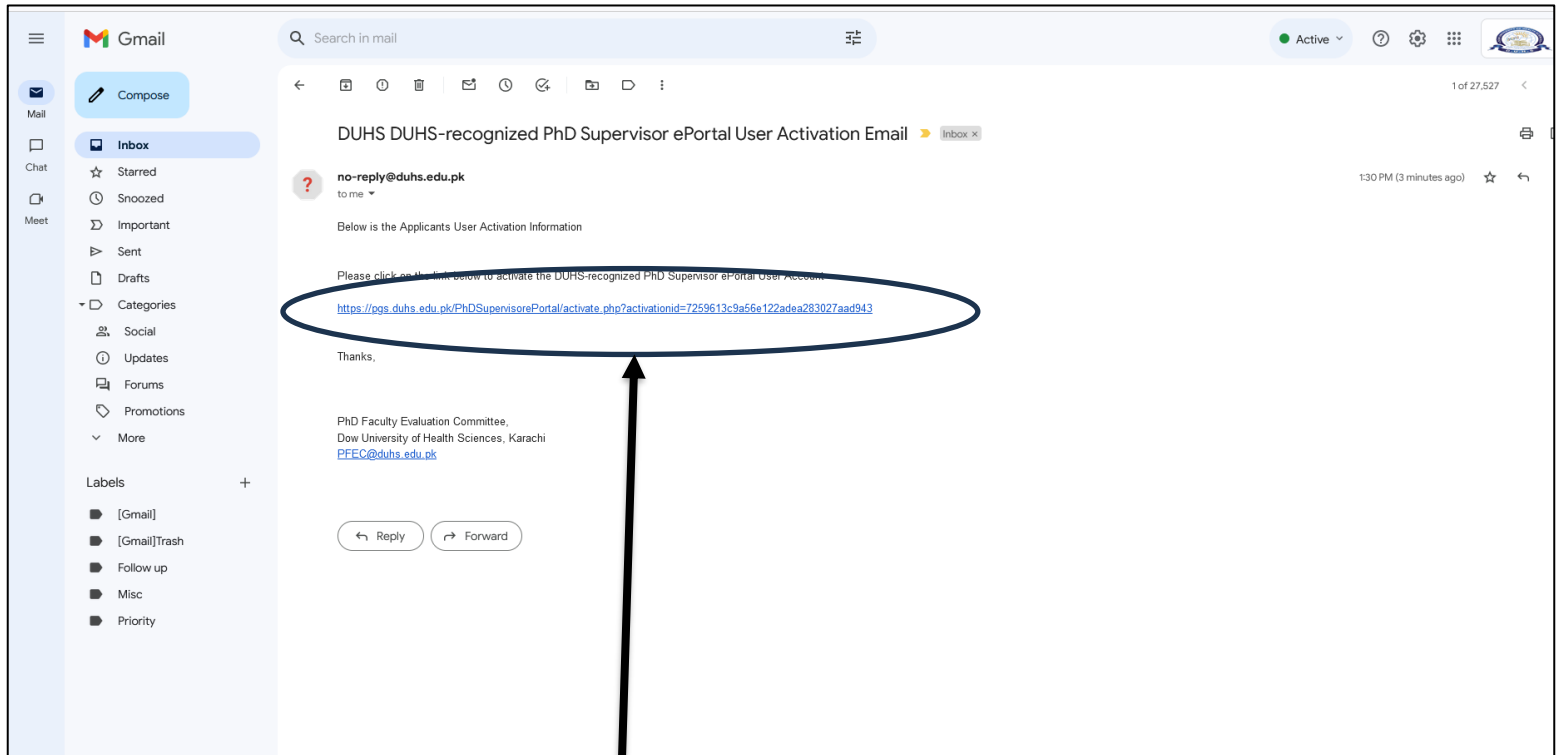 Gmail
Search in mail
Active
Mail
Compose
1 of 27,527
DUHS DUHS-recognized PhD Supervisor ePortal User Activation Email
Inbox ×
Chat
Meet
Inbox
Starred
Snoozed
Important
Sent
Drafts
Categories
Social
Updates
Forums
Promotions
More
Labels +
[Gmail]
[Gmail]Trash
Follow up
Misc
Priority
no-reply@duhs.edu.pk
1:30 PM (3 minutes ago)
to me
Below is the Applicants User Activation Information
Please click on the link below to activate the DUHS-recognized PhD Supervisor ePortal User Account
https://pgs.duhs.edu.pk/PhDSupervisorePortal/activate.php?activationid=7259613c9a56e122adea283027aad943
Thanks,
PhD Faculty Evaluation Committee,
Dow University of Health Sciences, Karachi
PFEC@duhs.edu.pk
Reply
Forward